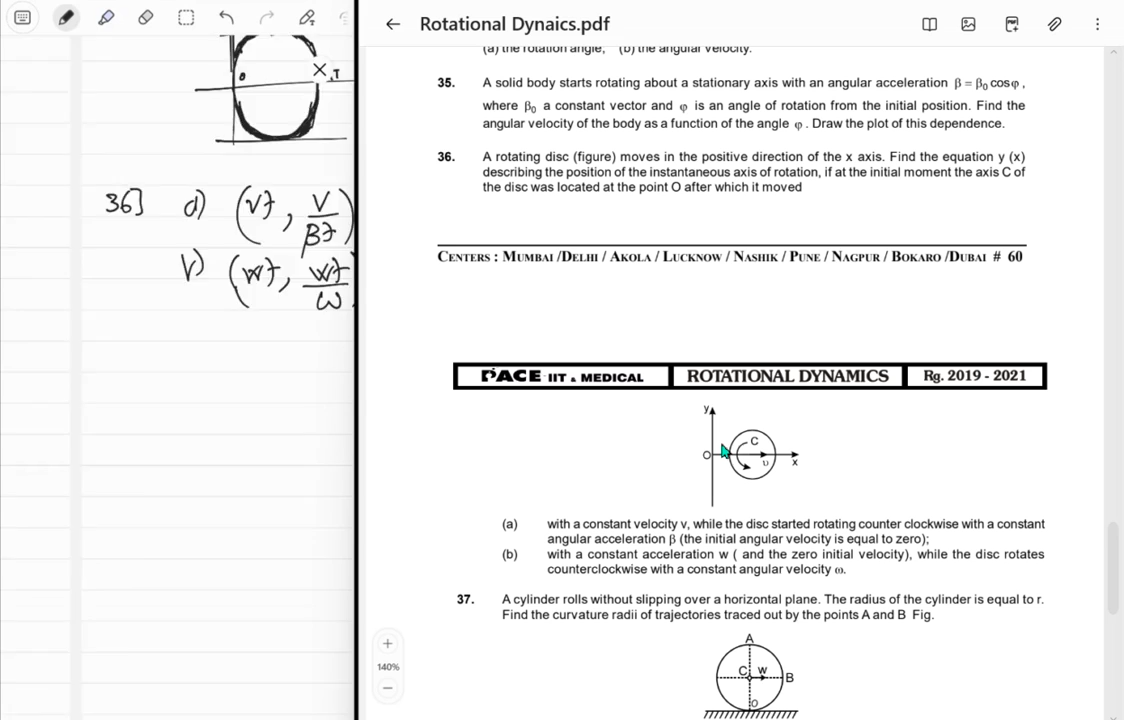 Rotational Dynaics.pdf
(a) the rotation angle; (b) the angular velocity.
35. A solid body starts rotating about a stationary axis with an angular acceleration β = β₀ cosφ ,
where β₀ a constant vector and φ is an angle of rotation from the initial position. Find the
angular velocity of the body as a function of the angle φ . Draw the plot of this dependence.
36. A rotating disc (figure) moves in the positive direction of the x axis. Find the equation y (x)
describing the position of the instantaneous axis of rotation, if at the initial moment the axis C of
the disc was located at the point O after which it moved
CENTERS : MUMBAI /DELHI / AKOLA / LUCKNOW / NASHIK / PUNE / NAGPUR / BOKARO /DUBAI # 60
PACE IIT & MEDICAL ROTATIONAL DYNAMICS Rg. 2019 - 2021
y
C
O υ x
(a) with a constant velocity v, while the disc started rotating counter clockwise with a constant
angular acceleration β (the initial angular velocity is equal to zero);
(b) with a constant acceleration w ( and the zero initial velocity), while the disc rotates
counterclockwise with a constant angular velocity ω.
37. A cylinder rolls without slipping over a horizontal plane. The radius of the cylinder is equal to r.
Find the curvature radii of trajectories traced out by the points A and B Fig.
A
C w B
O
140%
36] a) (vt, v/βt)
b) (wt, wt/ω